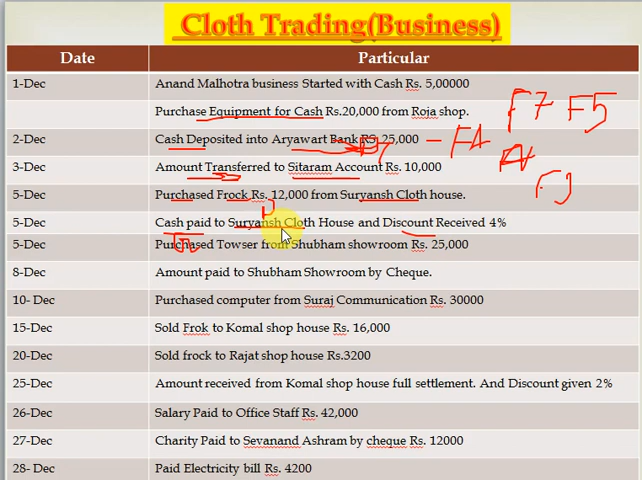 Cloth Trading(Business)
Date Particular
1-Dec Anand Malhotra business Started with Cash Rs. 5,00000
Purchase Equipment for Cash Rs.20,000 from Roja shop.
F7 F5
2-Dec Cash Deposited into Aryawart Bank RS. 25,000 – F4
3-Dec Amount Transferred to Sitaram Account Rs. 10,000
5-Dec Purchased Frock Rs. 12,000 from Suryansh Cloth house.
5-Dec Cash paid to Suryansh Cloth House and Discount Received 4%
5-Dec Purchased Towser from Shubham showroom Rs. 25,000
8-Dec Amount paid to Shubham Showroom by Cheque.
10- Dec Purchased computer from Suraj Communication Rs. 30000
15-Dec Sold Frok to Komal shop house Rs. 16,000
20-Dec Sold frock to Rajat shop house Rs.3200
25-Dec Amount received from Komal shop house full settlement. And Discount given 2%
26-Dec Salary Paid to Office Staff Rs. 42,000
27-Dec Charity Paid to Sevanand Ashram by cheque Rs. 12000
28- Dec Paid Electricity bill Rs. 4200